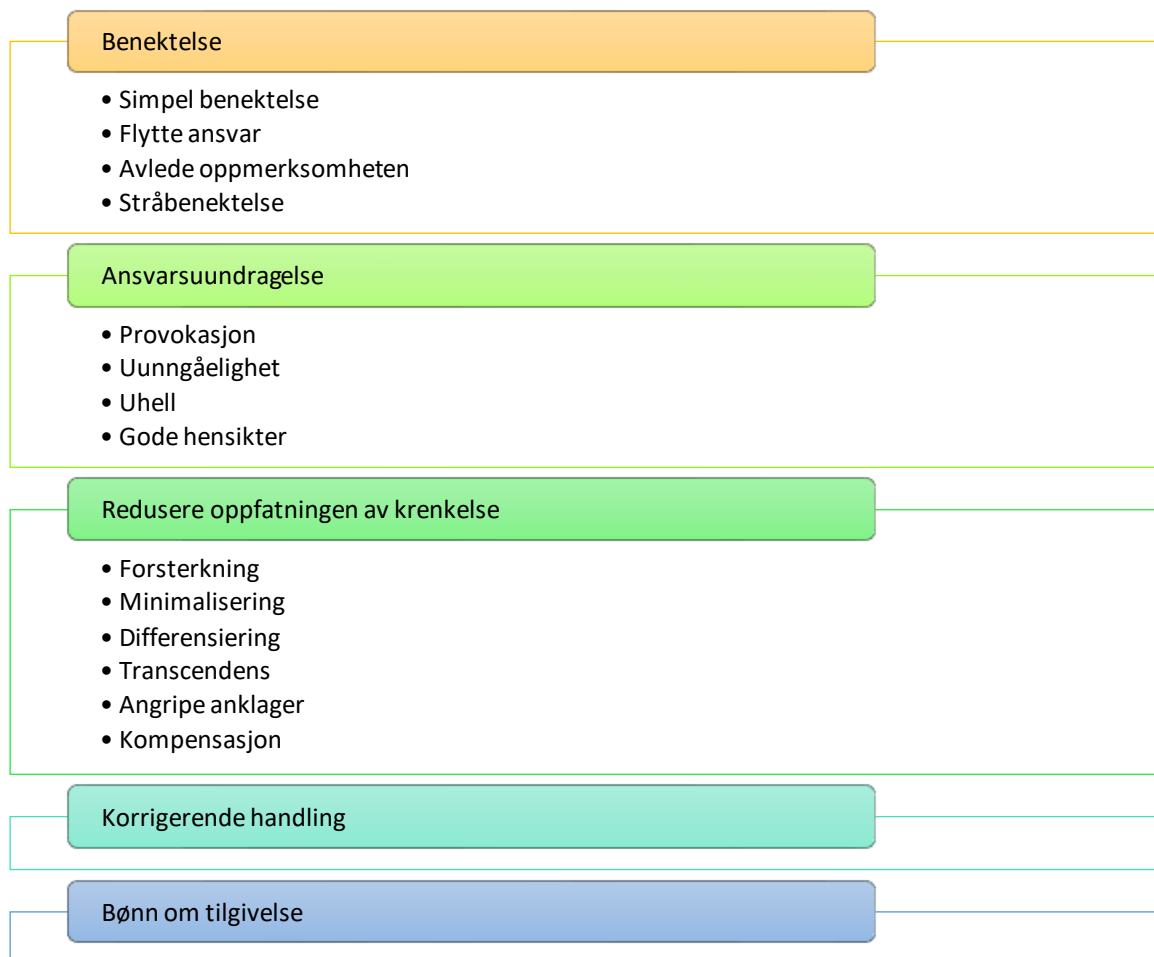 Benektelse
• Simpel benektelse
• Flytte ansvar
• Avlede oppmerksomheten
• Stråbenektelse
Ansvarsuundragelse
• Provokasjon
• Uunngåelighet
• Uhell
• Gode hensikter
Redusere oppfatningen av krenkelse
• Forsterkning
• Minimalisering
• Differensiering
• Transcendens
• Angripe anklager
• Kompensasjon
Korrigerende handling
Bønn om tilgivelse